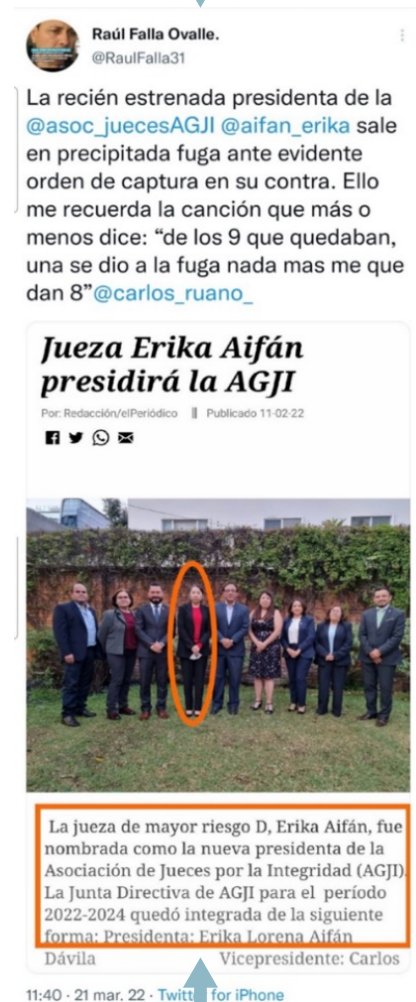 Raúl Falla Ovalle.
@RaulFalla31
La recién estrenada presidenta de la
@asoc_juecesAGJI @aifan_erika sale
en precipitada fuga ante evidente
orden de captura en su contra. Ello
me recuerda la canción que más o
menos dice: “de los 9 que quedaban,
una se dio a la fuga nada mas me que
dan 8”@carlos_ruano_
Jueza Erika Aifán
presidirá la AGJI
Por: Redacción/elPeriódico || Publicado 11-02-22
La jueza de mayor riesgo D, Erika Aifán, fue
nombrada como la nueva presidenta de la
Asociación de Jueces por la Integridad (AGJI).
La Junta Directiva de AGJI para el período
2022-2024 quedó integrada de la siguiente
forma: Presidenta: Erika Lorena Aifán
Dávila Vicepresidente: Carlos
11:40 · 21 mar. 22 · Twitter for iPhone